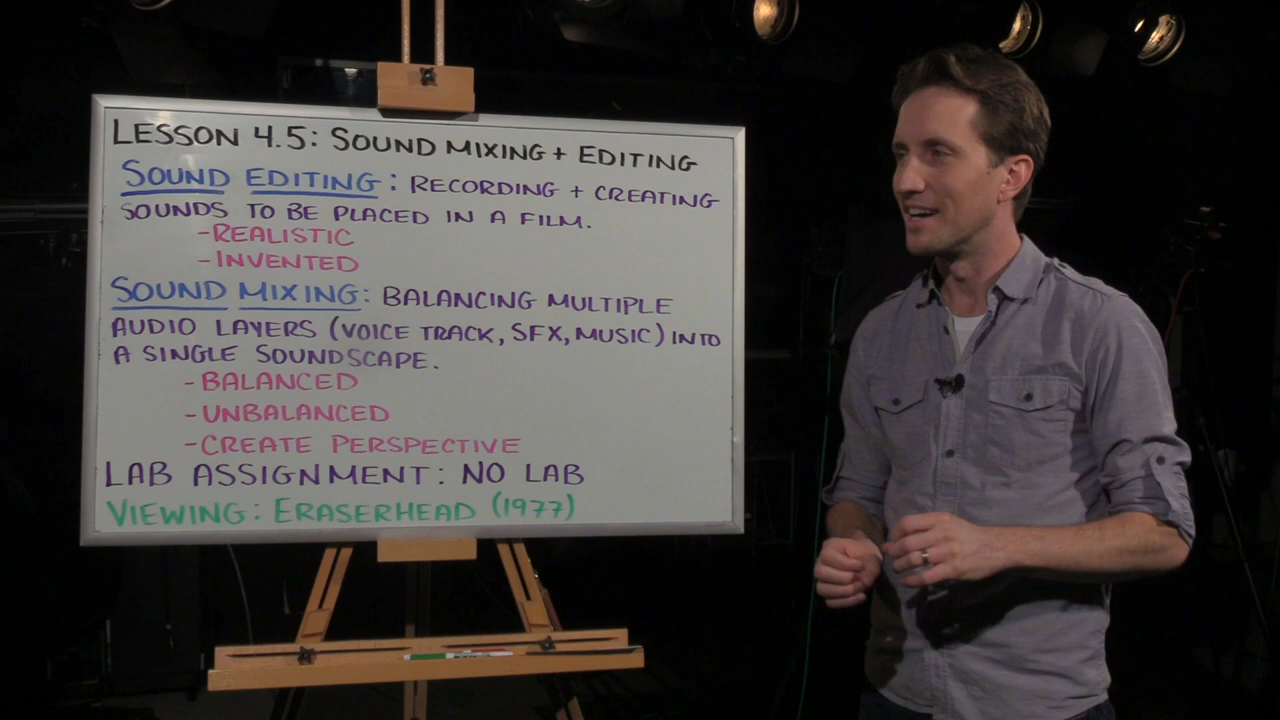 LESSON 4.5: SOUND MIXING + EDITING
SOUND EDITING: RECORDING + CREATING
SOUNDS TO BE PLACED IN A FILM.
-REALISTIC
-INVENTED
SOUND MIXING: BALANCING MULTIPLE
AUDIO LAYERS (VOICE TRACK, SFX, MUSIC) INTO
A SINGLE SOUNDSCAPE.
-BALANCED
-UNBALANCED
-CREATE PERSPECTIVE
LAB ASSIGNMENT: NO LAB
VIEWING: ERASERHEAD (1977)